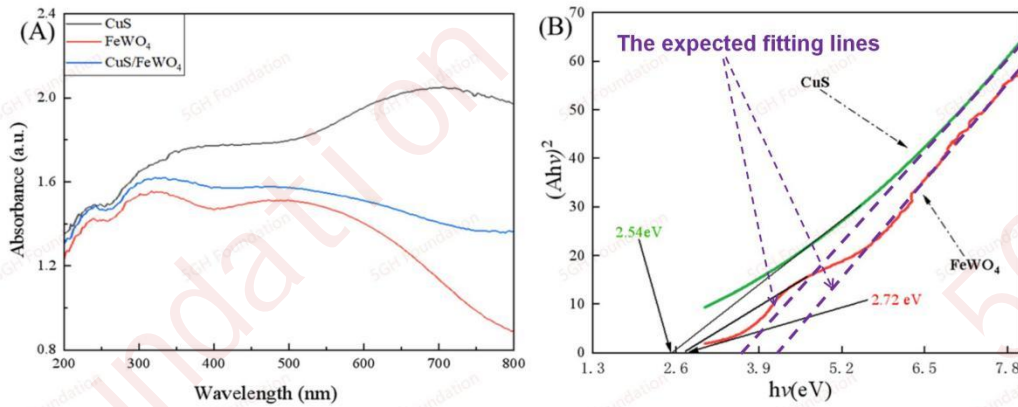 (A)
CuS
FeWO₄
CuS/FeWO₄
Absorbance (a.u.)
2.4
2.0
1.6
1.2
0.8
200 300 400 500 600 700 800
Wavelength (nm)
(B)
The expected fitting lines
CuS
FeWO₄
2.54eV
2.72 eV
(Ahν)²
70
60
50
40
30
20
10
0
1.3 2.6 3.9 5.2 6.5 7.8
hν(eV)
5GH Foundation